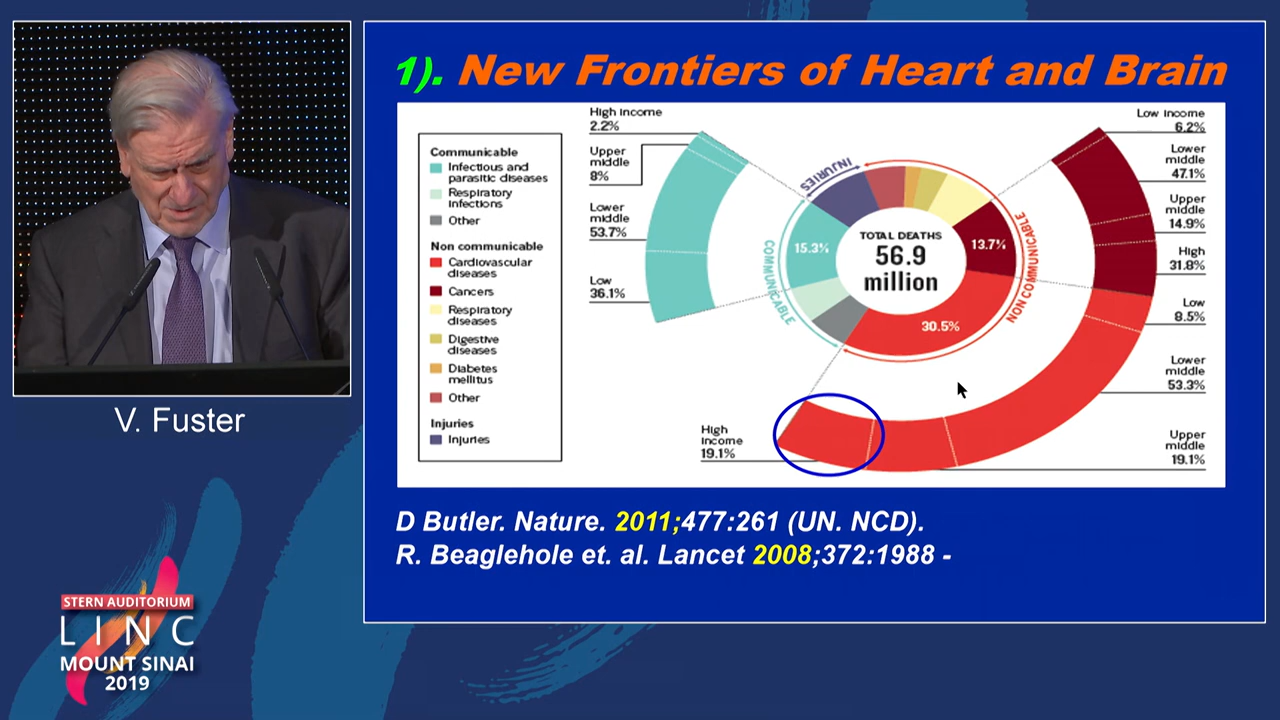 1). New Frontiers of Heart and Brain
Communicable
Infectious and
parasitic diseases
Respiratory
Infections
Other
Non communicable
Cardiovascular
diseases
Cancers
Respiratory
diseases
Digestive
diseases
Diabetes
mellitus
Other
Injuries
Injuries
High income
2.2%
Upper
middle
8%
Lower
middle
53.7%
Low
36.1%
INJURIES
COMMUNICABLE
NON COMMUNICABLE
15.3%
TOTAL DEATHS
56.9
million
13.7%
30.5%
Low income
6.2%
Lower
middle
47.1%
Upper
middle
14.9%
High
31.8%
Low
8.5%
Lower
middle
53.3%
Upper
middle
19.1%
High
income
19.1%
V. Fuster
D Butler. Nature. 2011;477:261 (UN. NCD).
R. Beaglehole et. al. Lancet 2008;372:1988 -
STERN AUDITORIUM
LINC
MOUNT SINAI
2019